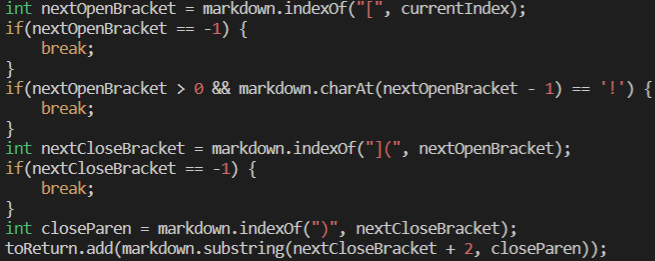 int nextOpenBracket = markdown.indexOf("[", currentIndex);
if(nextOpenBracket == -1) {
    break;
}
if(nextOpenBracket > 0 && markdown.charAt(nextOpenBracket - 1) == '!') {
    break;
}
int nextCloseBracket = markdown.indexOf("](", nextOpenBracket);
if(nextCloseBracket == -1) {
    break;
}
int closeParen = markdown.indexOf(")", nextCloseBracket);
toReturn.add(markdown.substring(nextCloseBracket + 2, closeParen));